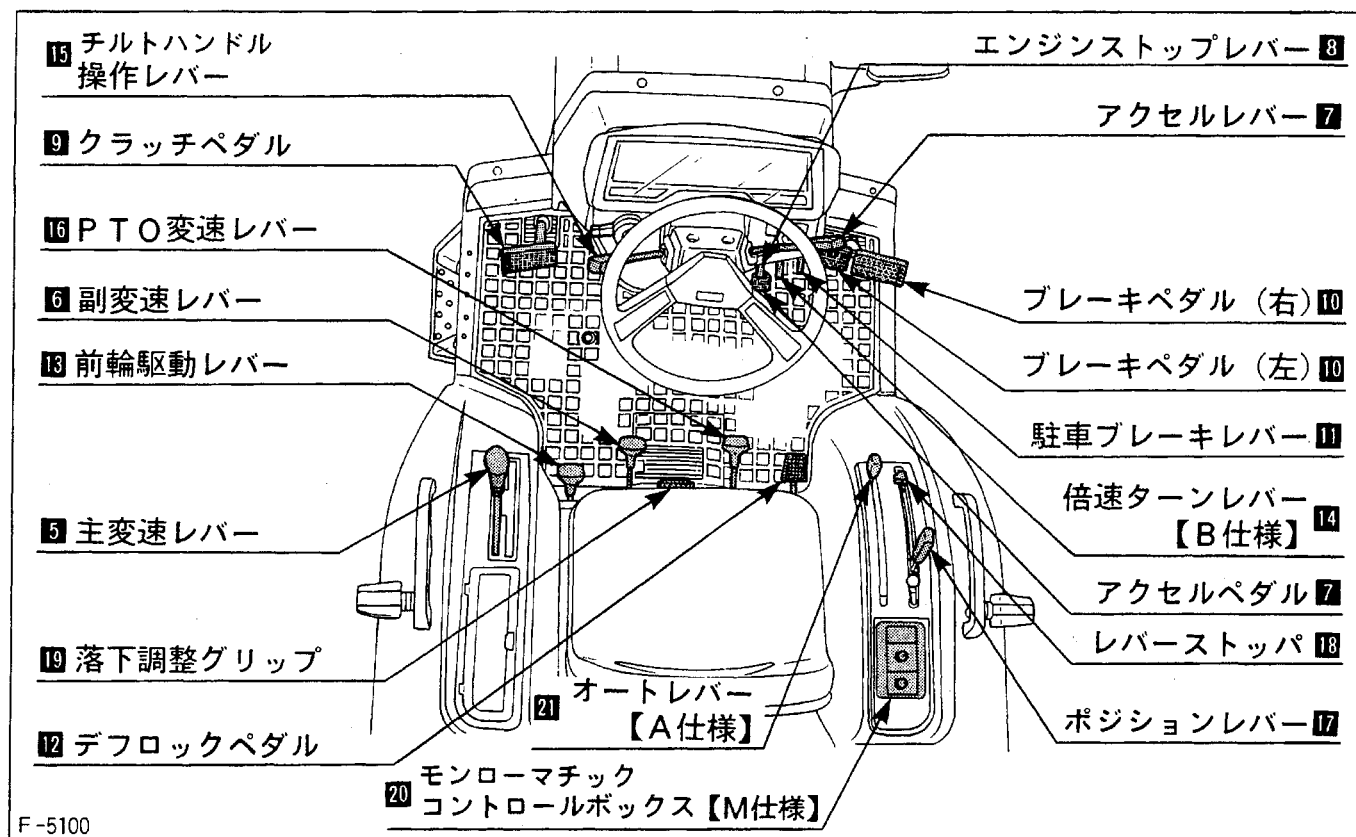 15 チルトハンドル
操作レバー
9 クラッチペダル
16 PTO変速レバー
6 副変速レバー
13 前輪駆動レバー
5 主変速レバー
19 落下調整グリップ
12 デフロックペダル
21 オートレバー
【A仕様】
20 モンローマチック
コントロールボックス【M仕様】
エンジンストップレバー 8
アクセルレバー 7
ブレーキペダル（右）10
ブレーキペダル（左）10
駐車ブレーキレバー 11
倍速ターンレバー 14
【B仕様】
アクセルペダル 7
レバーストッパ 18
ポジションレバー 17
F-5100